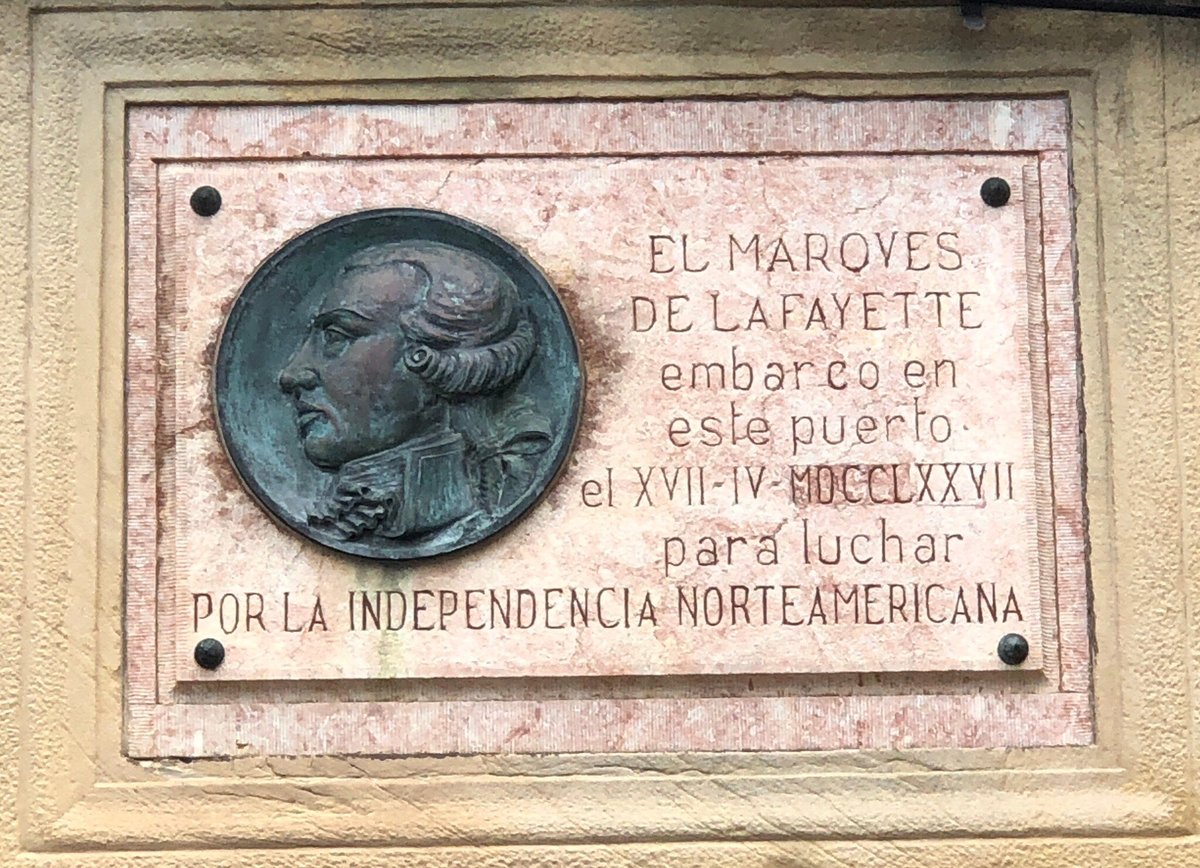 EL MARQVES
DE LAFAYETTE
embarco en
este puerto
el XVII-IV-MDCCLXXVII
para luchar
POR LA INDEPENDENCIA NORTEAMERICANA